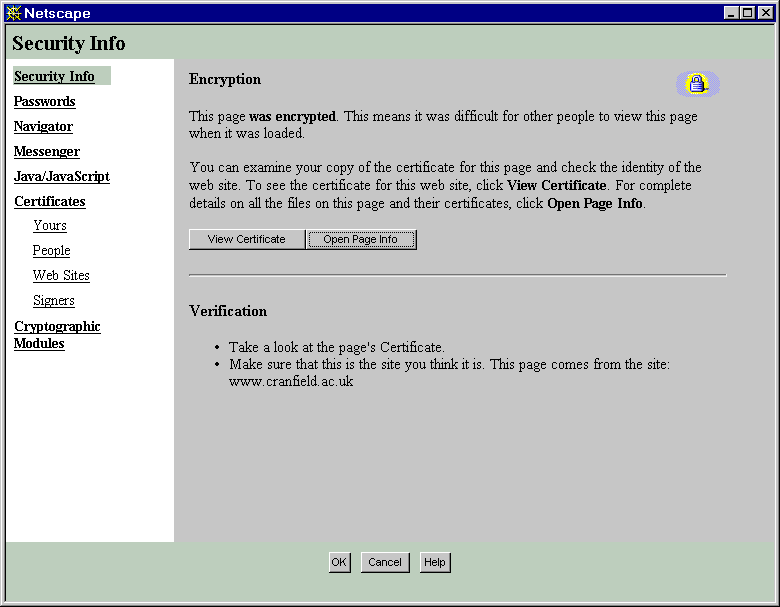 Netscape
Security Info
Security Info
Passwords
Navigator
Messenger
Java/JavaScript
Certificates
Yours
People
Web Sites
Signers
Cryptographic
Modules
Encryption
This page was encrypted. This means it was difficult for other people to view this page
when it was loaded.
You can examine your copy of the certificate for this page and check the identity of the
web site. To see the certificate for this web site, click View Certificate. For complete
details on all the files on this page and their certificates, click Open Page Info.
View Certificate
Open Page Info
Verification
• Take a look at the page's Certificate.
• Make sure that this is the site you think it is. This page comes from the site:
www.cranfield.ac.uk
OK
Cancel
Help